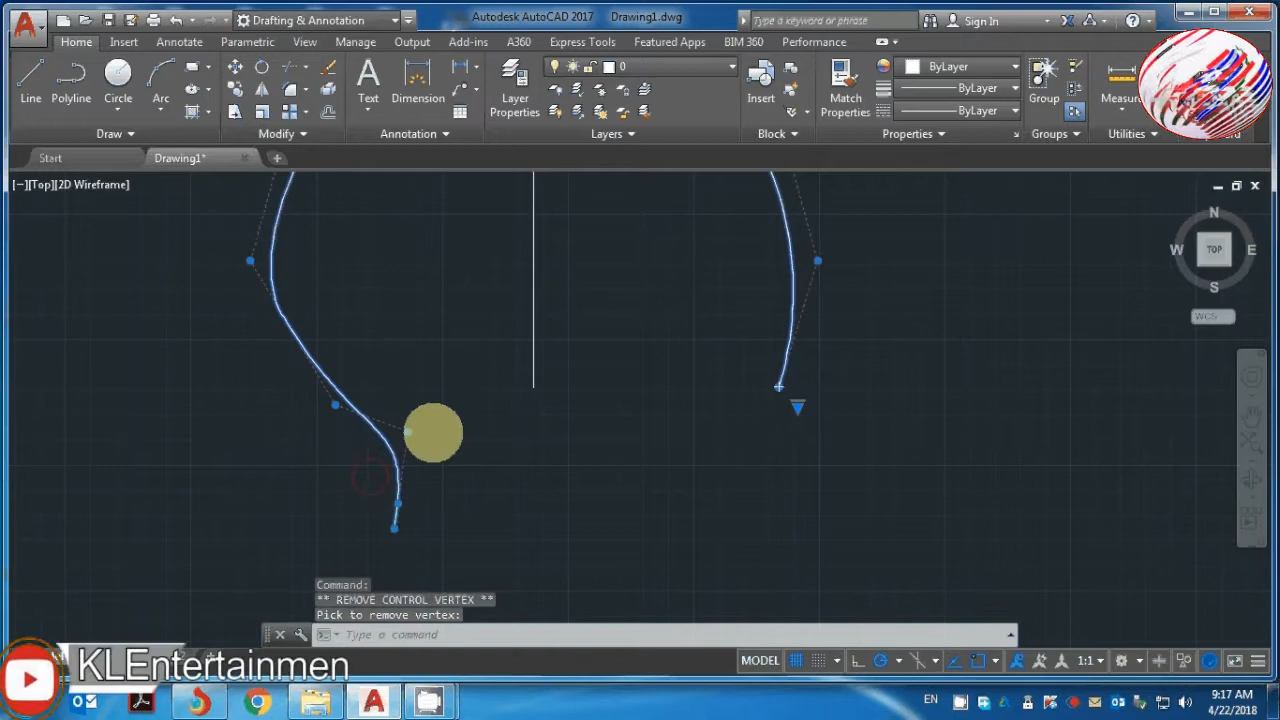 Drafting & Annotation
Autodesk AutoCAD 2017 Drawing1.dwg
Type a keyword or phrase
Sign In
Home Insert Annotate Parametric View Manage Output Add-ins A360 Express Tools Featured Apps BIM 360 Performance
Line Polyline Circle Arc
Text Dimension
Layer Properties
0
Insert
Match Properties
ByLayer
ByLayer
ByLayer
Group
Measure
Draw Modify Annotation Layers Block Properties Groups Utilities
Start Drawing1*
[−][Top][2D Wireframe]
N
W TOP E
S
WCS
Command:
** REMOVE CONTROL VERTEX **
Pick to remove vertex:
Type a command
MODEL 1:1
KLEntertainmen
EN
9:17 AM
4/22/2018